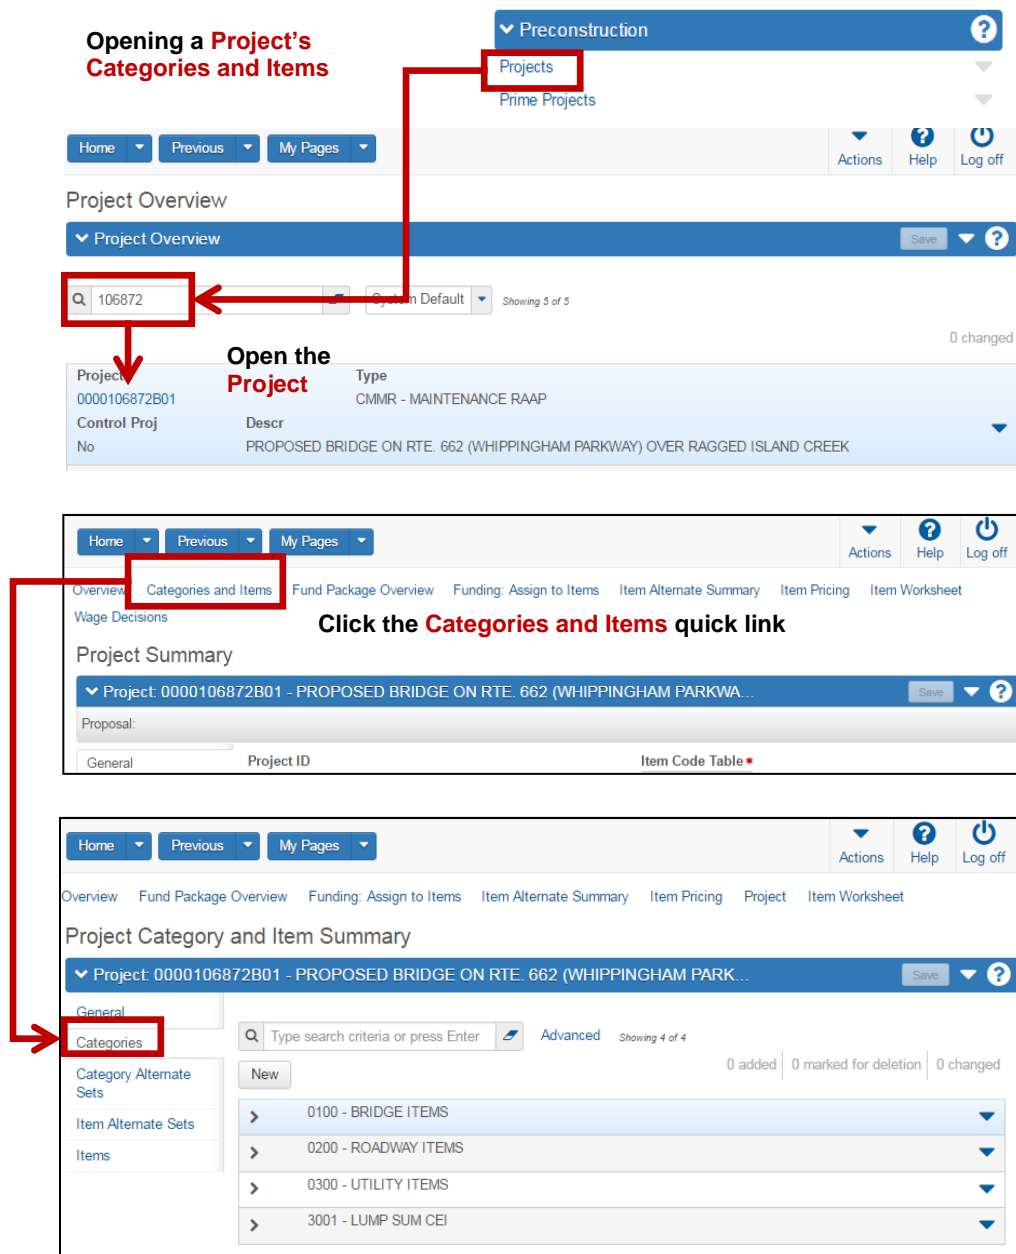 Opening a Project's
Categories and Items
Preconstruction
Projects
Prime Projects
Home Previous My Pages Actions Help Log off
Project Overview
Project Overview Save
106872 System Default Showing 5 of 5
0 changed
Open the
Project
Project Type
0000106872B01 CMMR - MAINTENANCE RAAP
Control Proj Descr
No PROPOSED BRIDGE ON RTE. 662 (WHIPPINGHAM PARKWAY) OVER RAGGED ISLAND CREEK
Home Previous My Pages Actions Help Log off
Overview Categories and Items Fund Package Overview Funding: Assign to Items Item Alternate Summary Item Pricing Item Worksheet
Wage Decisions
Click the Categories and Items quick link
Project Summary
Project: 0000106872B01 - PROPOSED BRIDGE ON RTE. 662 (WHIPPINGHAM PARKWA... Save
Proposal:
General Project ID Item Code Table*
Home Previous My Pages Actions Help Log off
Overview Fund Package Overview Funding: Assign to Items Item Alternate Summary Item Pricing Project Item Worksheet
Project Category and Item Summary
Project: 0000106872B01 - PROPOSED BRIDGE ON RTE. 662 (WHIPPINGHAM PARK... Save
General
Categories
Category Alternate
Sets
Item Alternate Sets
Items
Type search criteria or press Enter Advanced Showing 4 of 4
0 added 0 marked for deletion 0 changed
New
0100 - BRIDGE ITEMS
0200 - ROADWAY ITEMS
0300 - UTILITY ITEMS
3001 - LUMP SUM CEI